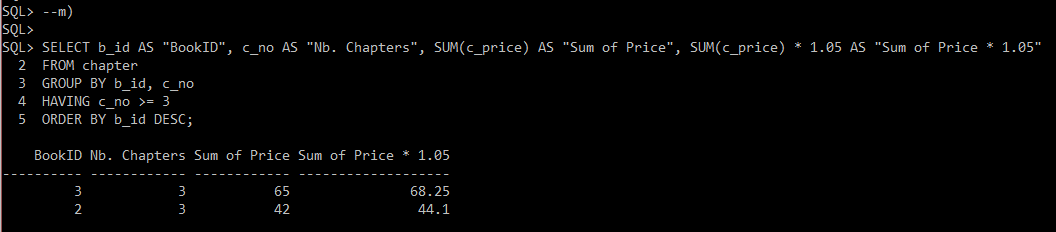 SQL> --m)
SQL>
SQL> SELECT b_id AS "BookID", c_no AS "Nb. Chapters", SUM(c_price) AS "Sum of Price", SUM(c_price) * 1.05 AS "Sum of Price * 1.05"
  2  FROM chapter
  3  GROUP BY b_id, c_no
  4  HAVING c_no >= 3
  5  ORDER BY b_id DESC;
    BookID Nb. Chapters Sum of Price Sum of Price * 1.05
---------- ------------ ------------ -------------------
         3            3           65               68.25
         2            3           42                44.1